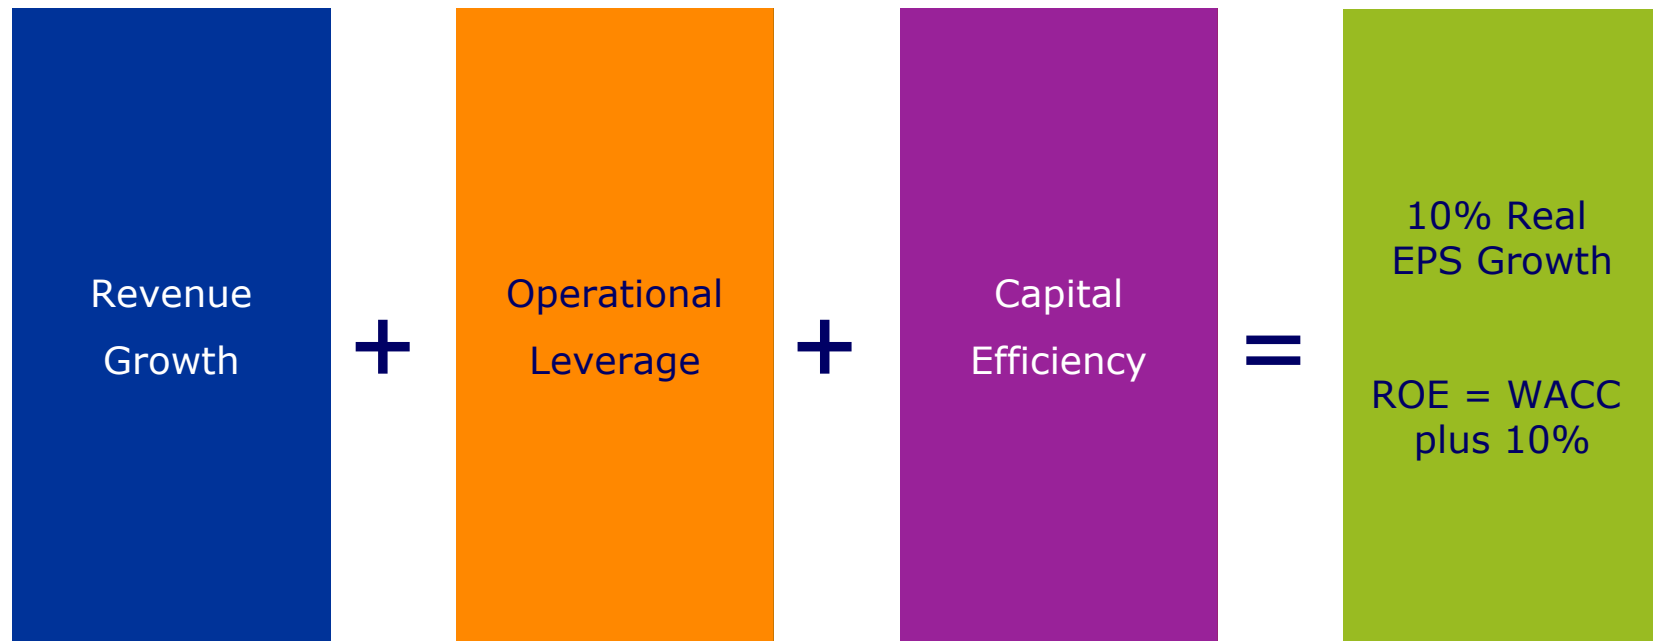 Revenue
Growth
+
Operational
Leverage
+
Capital
Efficiency
=
10% Real
EPS Growth
ROE = WACC
plus 10%